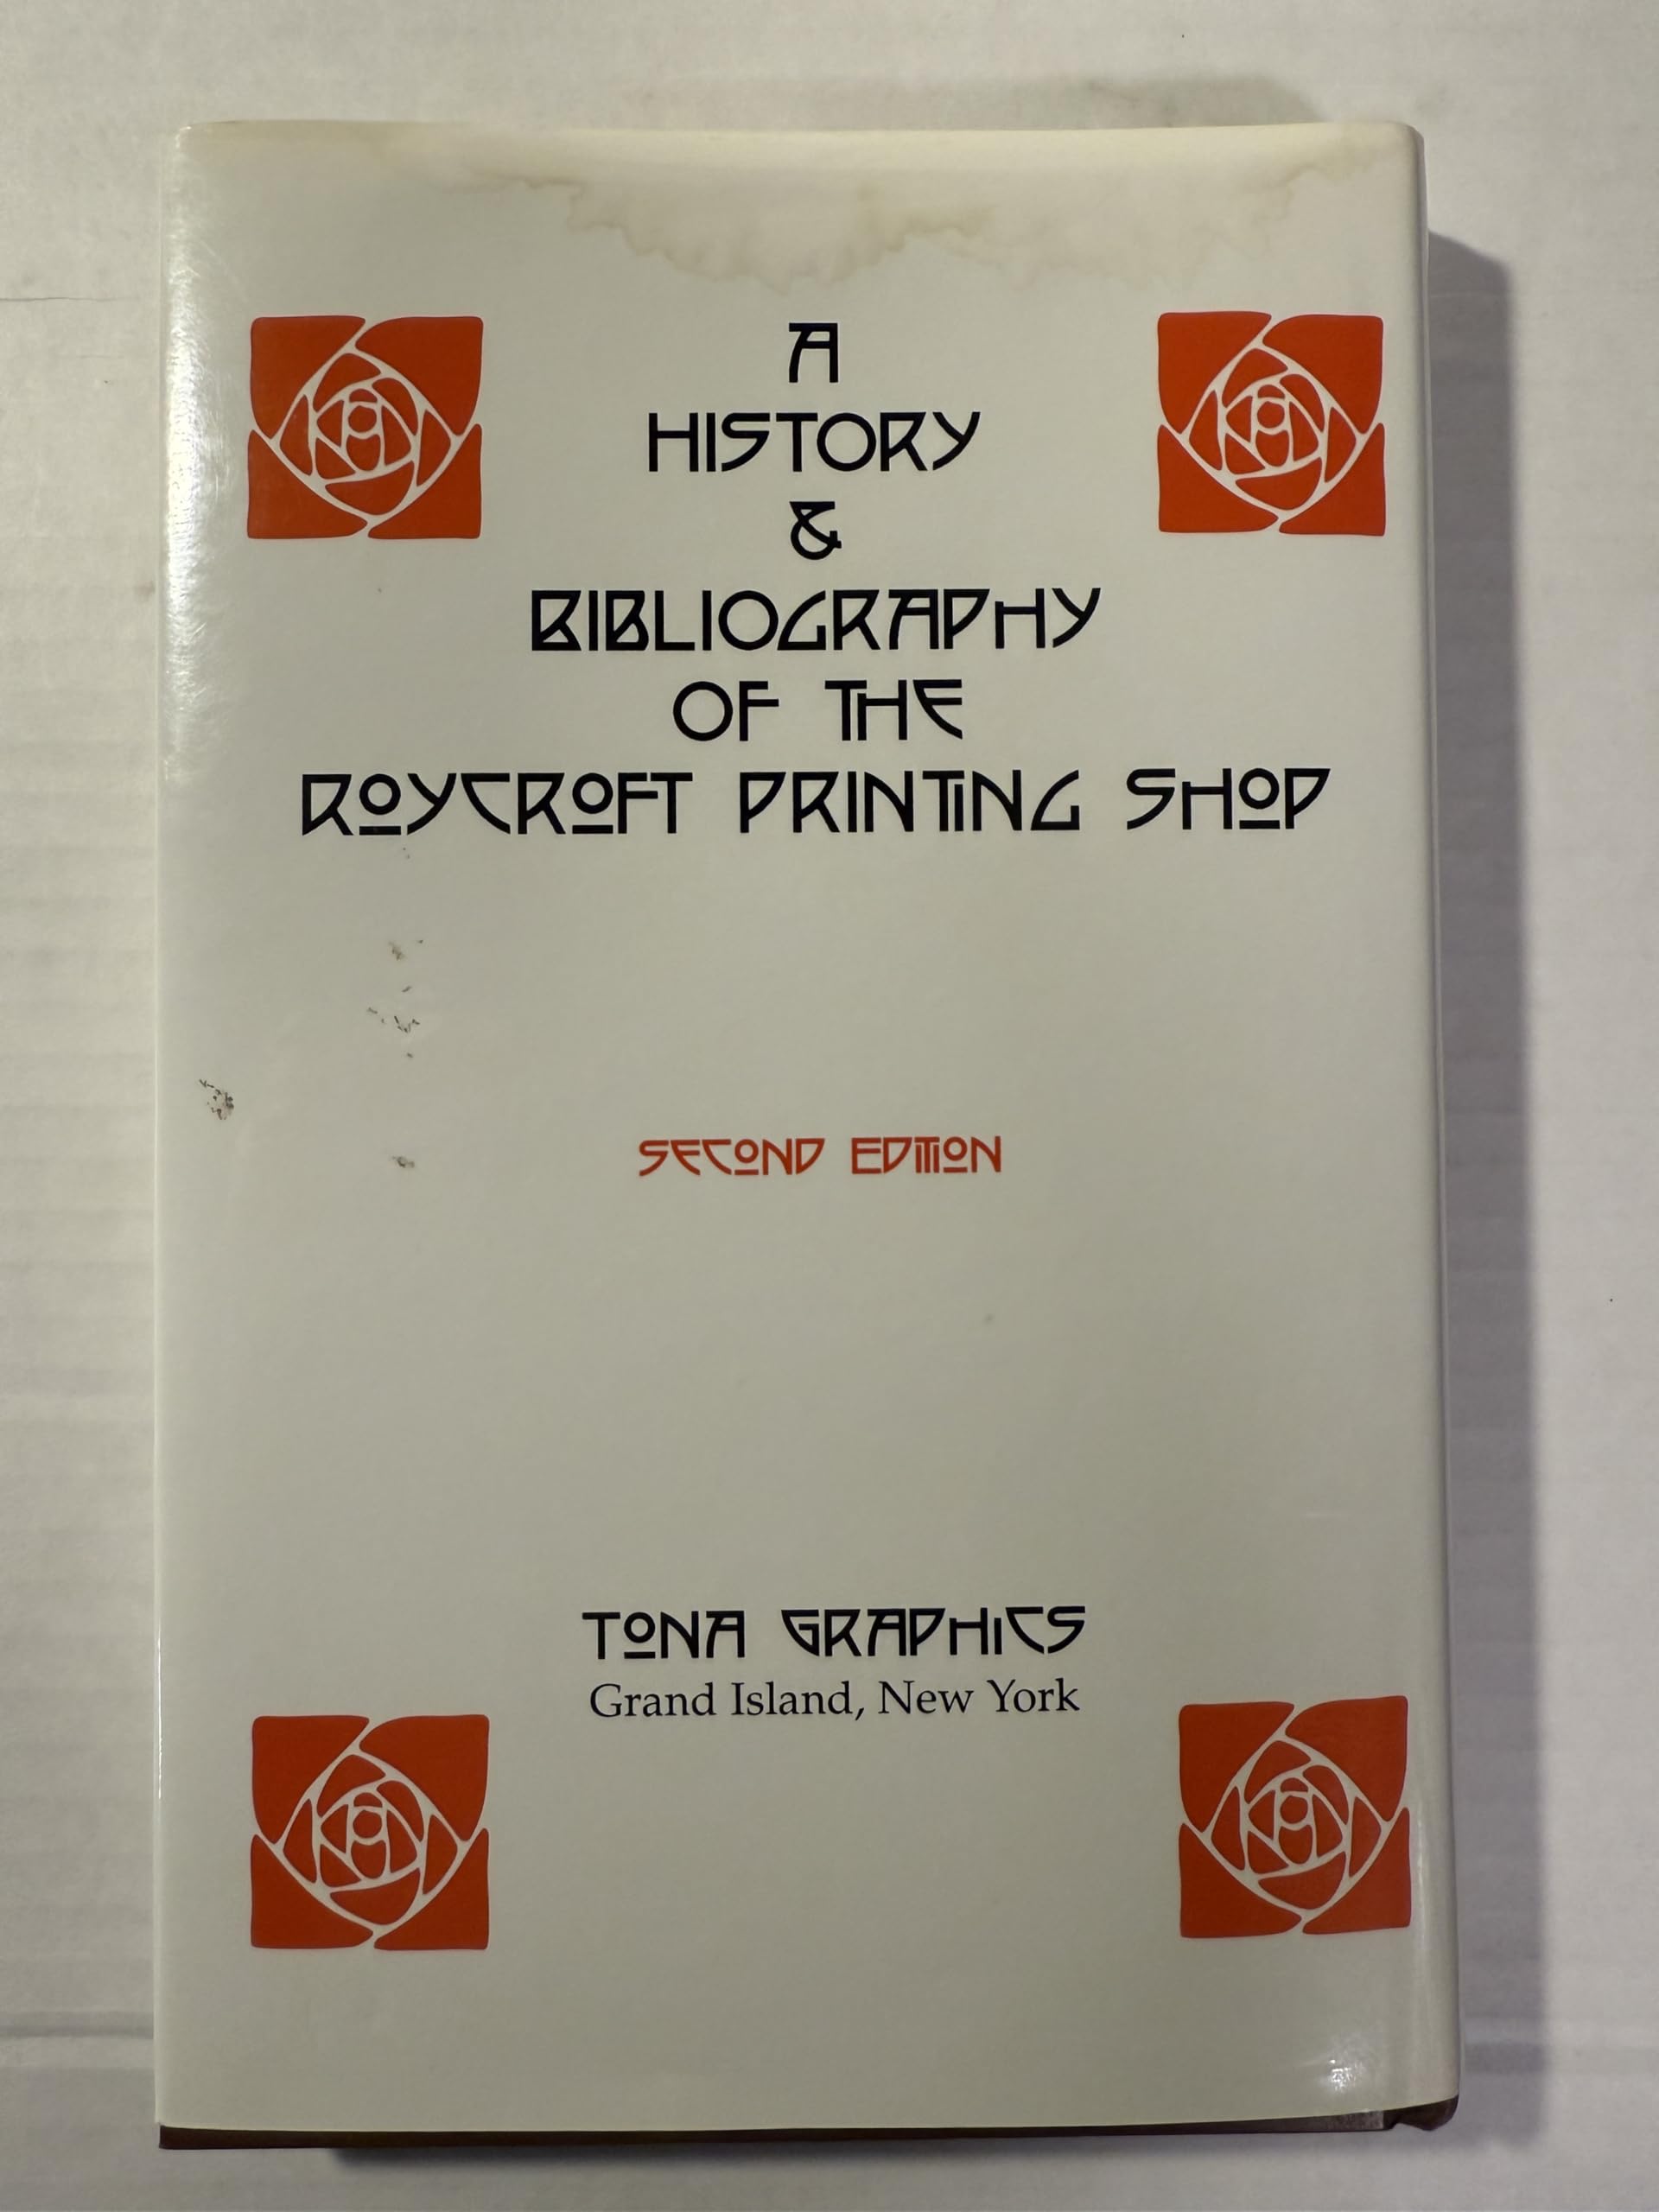 A
HISTORY
&
BIBLIOGRAPHY
OF THE
ROYCROFT PRINTING SHOP
SECOND EDITION
TONA GRAPHICS
Grand Island, New York